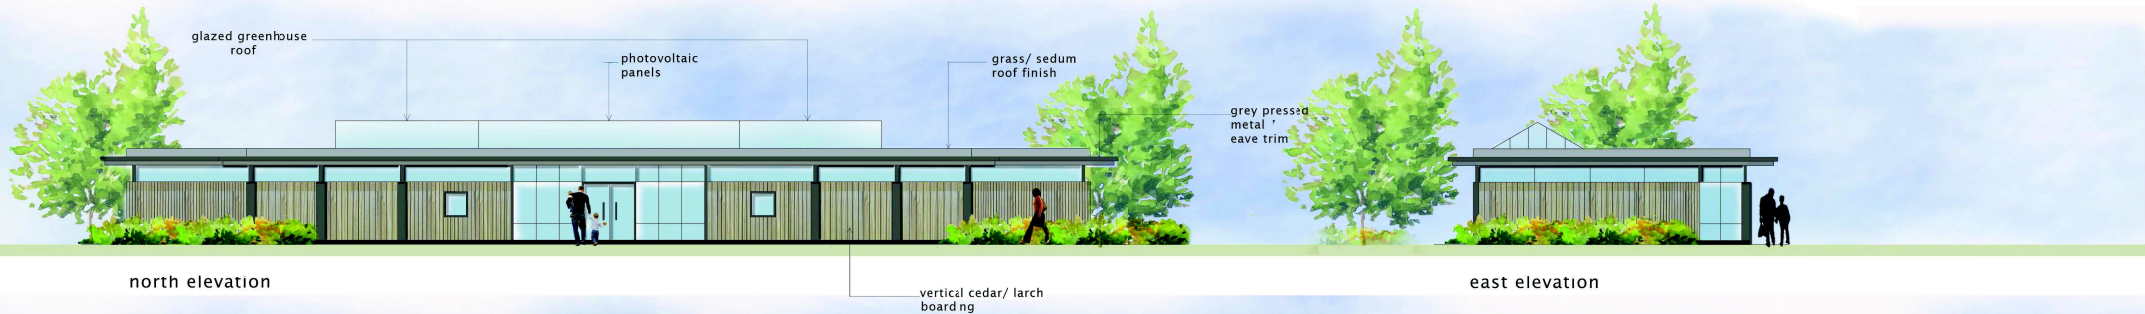 glazed greenhouse
roof
photovoltaic
panels
grass/ sedum
roof finish
grey pressed
metal '
eave trim
north elevation
east elevation
vertical cedar/ larch
board ng